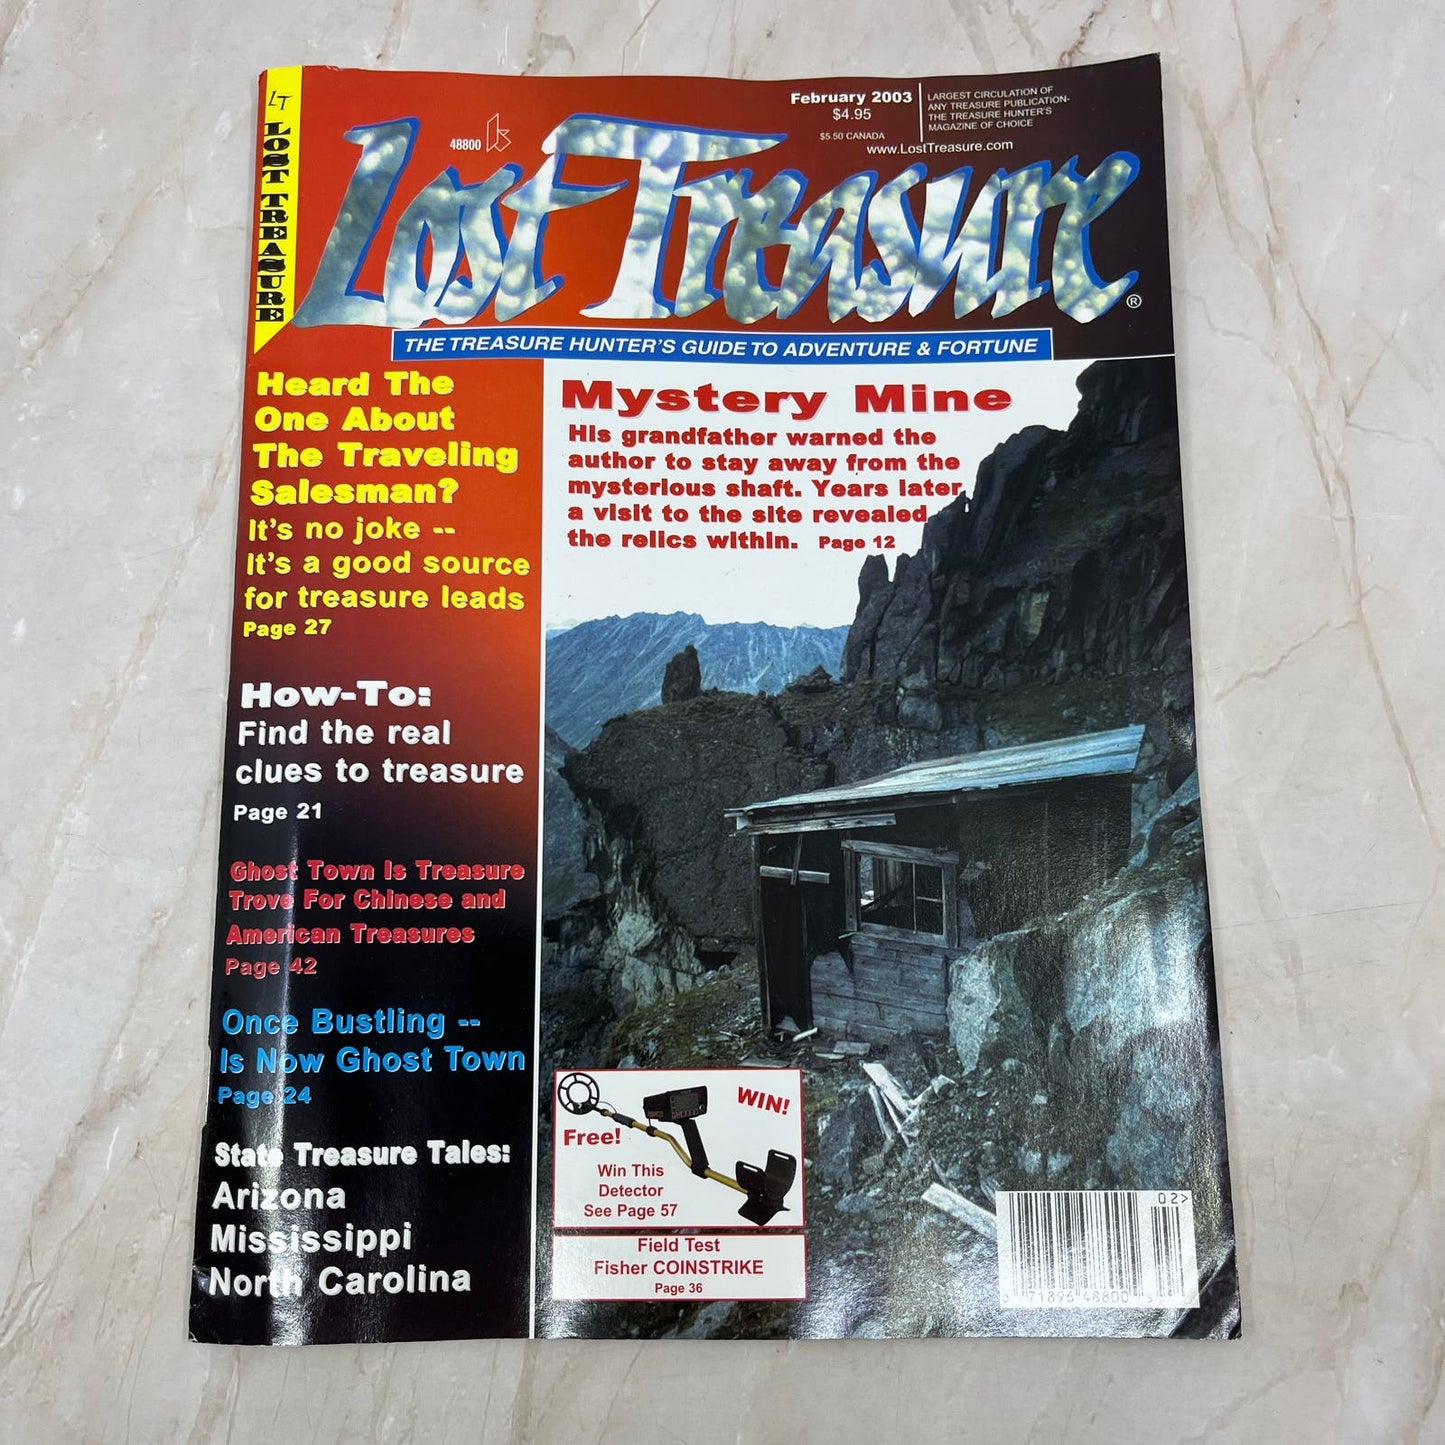 LT
LOST TREASURE
48800
February 2003
$4.95
$5.50 CANADA
LARGEST CIRCULATION OF
ANY TREASURE PUBLICATION-
THE TREASURE HUNTER'S
MAGAZINE OF CHOICE
www.LostTreasure.com
Lost Treasure®
THE TREASURE HUNTER'S GUIDE TO ADVENTURE & FORTUNE
Heard The
One About
The Traveling
Salesman?
It's no joke --
It's a good source
for treasure leads
Page 27
How-To:
Find the real
clues to treasure
Page 21
Ghost Town Is Treasure
Trove For Chinese and
American Treasures
Page 42
Once Bustling --
Is Now Ghost Town
Page 24
State Treasure Tales:
Arizona
Mississippi
North Carolina
Mystery Mine
His grandfather warned the
author to stay away from the
mysterious shaft. Years later,
a visit to the site revealed
the relics within. Page 12
WIN!
Free!
Win This
Detector
See Page 57
Field Test
Fisher COINSTRIKE
Page 36
02>
0 71896 48800 5